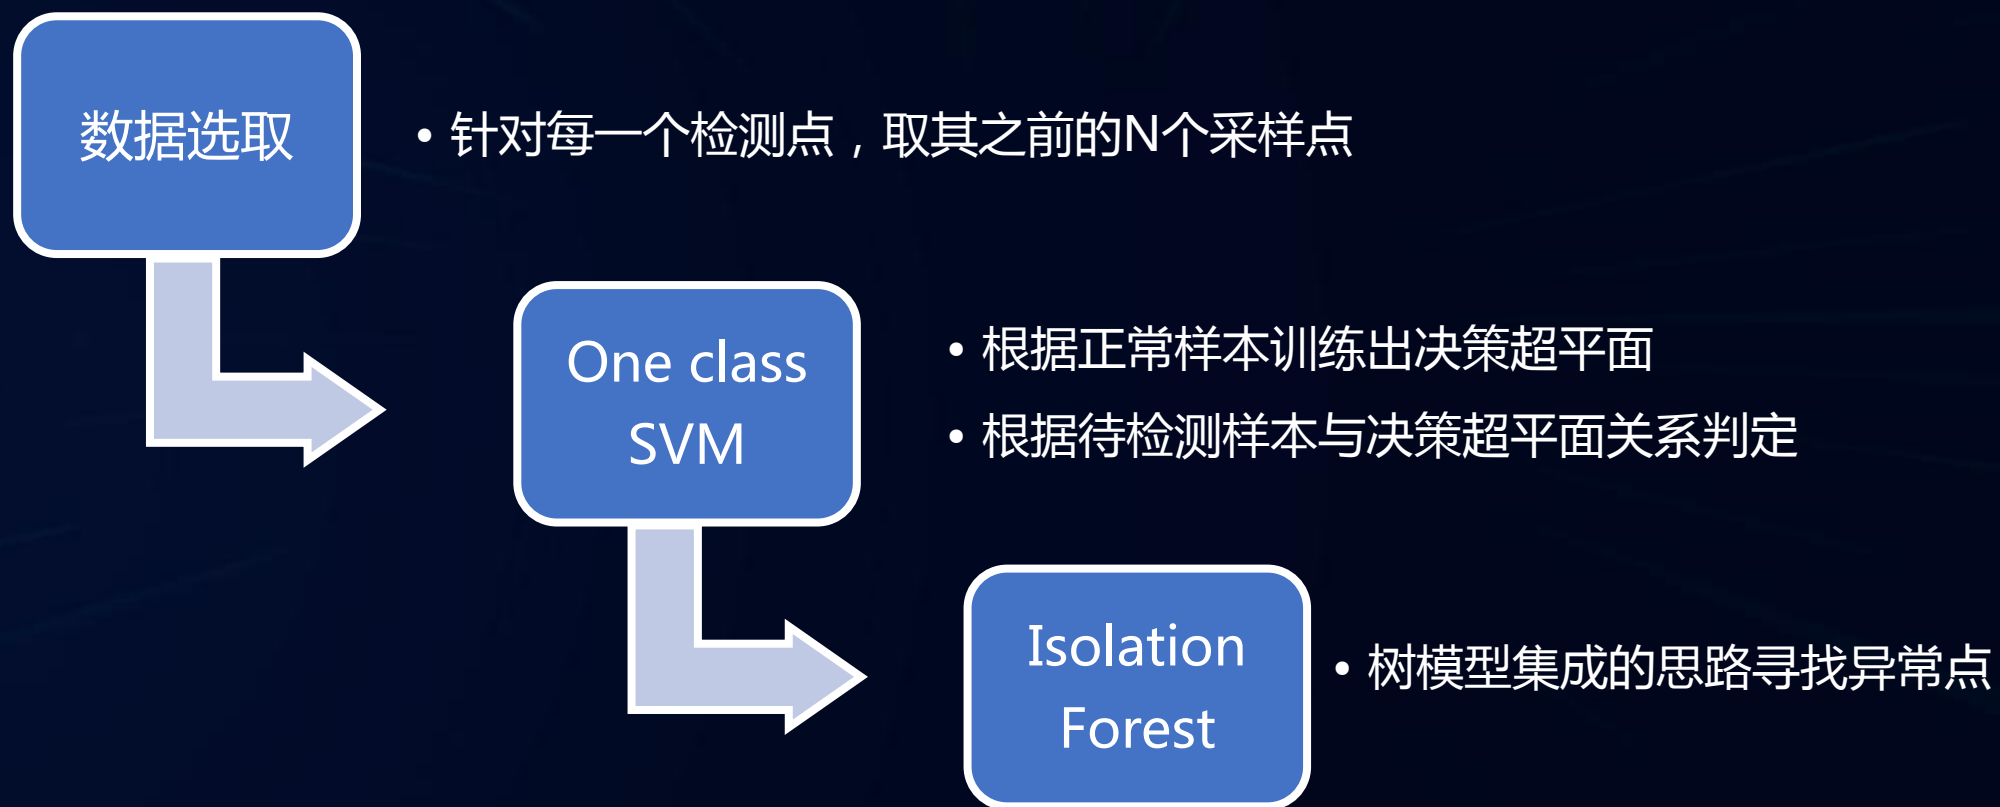 数据选取
• 针对每一个检测点，取其之前的N个采样点
One class
SVM
• 根据正常样本训练出决策超平面
• 根据待检测样本与决策超平面关系判定
Isolation
Forest
• 树模型集成的思路寻找异常点